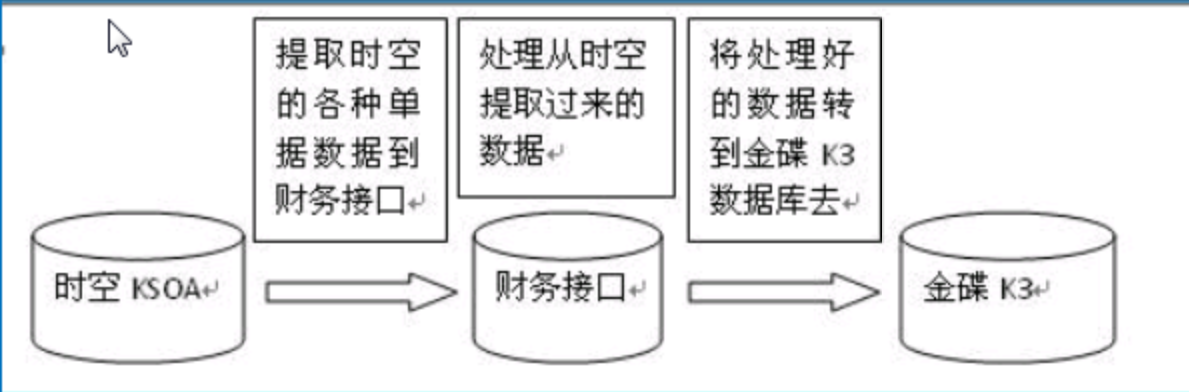 提取时空
的各种单
据数据到
财务接口
处理从时空
提取过来的
数据
将处理好
的数据转
到金碟 K3
数据库去
时空 KSOA
财务接口
金碟 K3